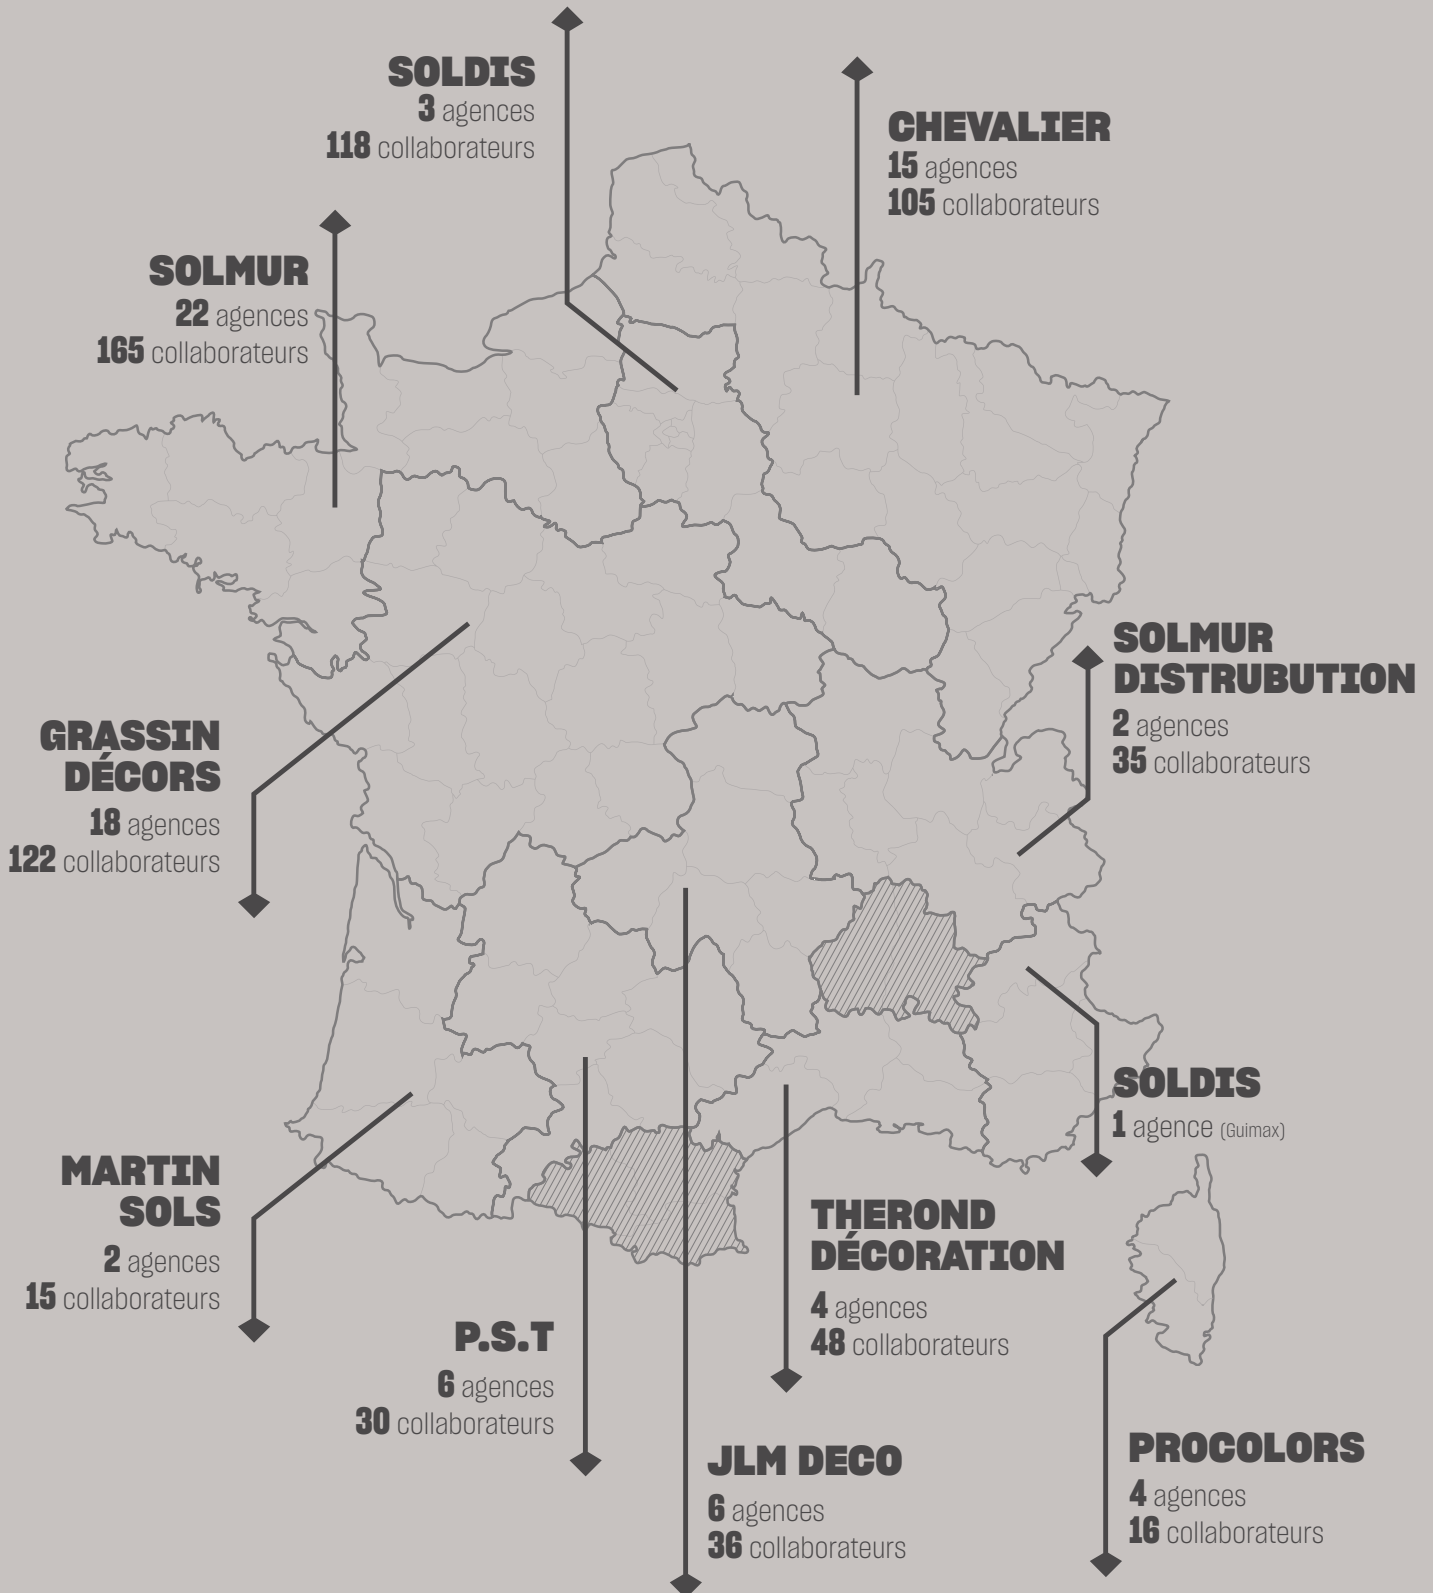 SOLDIS
3 agences
118 collaborateurs
CHEVALIER
15 agences
105 collaborateurs
SOLMUR
22 agences
165 collaborateurs
SOLMUR
DISTRUBUTION
2 agences
35 collaborateurs
GRASSIN
DÉCORS
18 agences
122 collaborateurs
SOLDIS
1 agence (Guimax)
MARTIN
SOLS
2 agences
15 collaborateurs
THEROND
DÉCORATION
4 agences
48 collaborateurs
P.S.T
6 agences
30 collaborateurs
JLM DECO
6 agences
36 collaborateurs
PROCOLORS
4 agences
16 collaborateurs